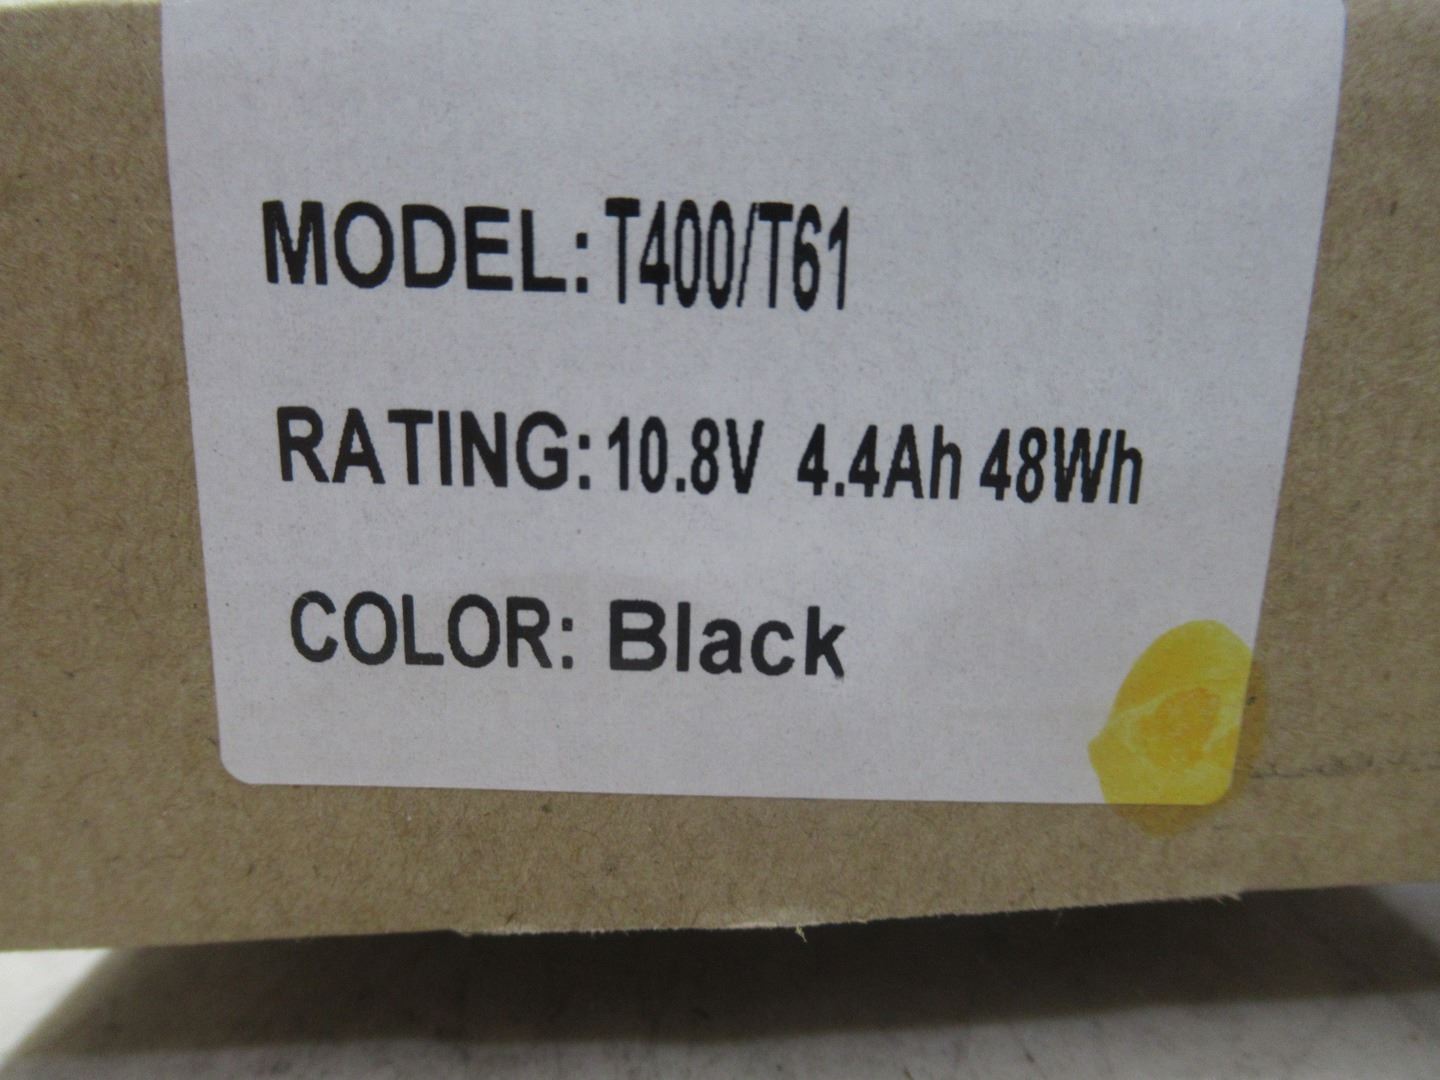 MODEL: T400/T61
RATING: 10.8V 4.4Ah 48Wh
COLOR: Black